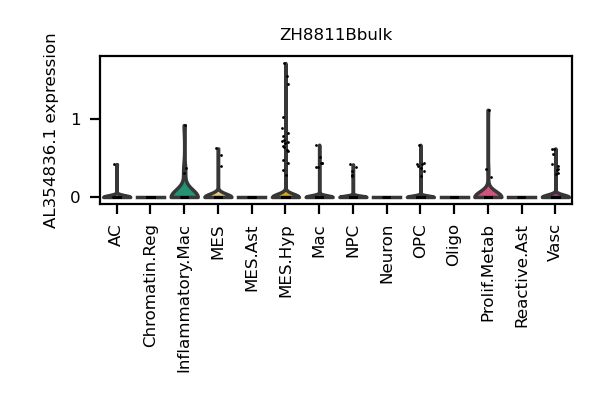 ZH8811Bbulk
AL354836.1 expression
1
0
AC
Chromatin.Reg
Inflammatory.Mac
MES
MES.Ast
MES.Hyp
Mac
NPC
Neuron
OPC
Oligo
Prolif.Metab
Reactive.Ast
Vasc